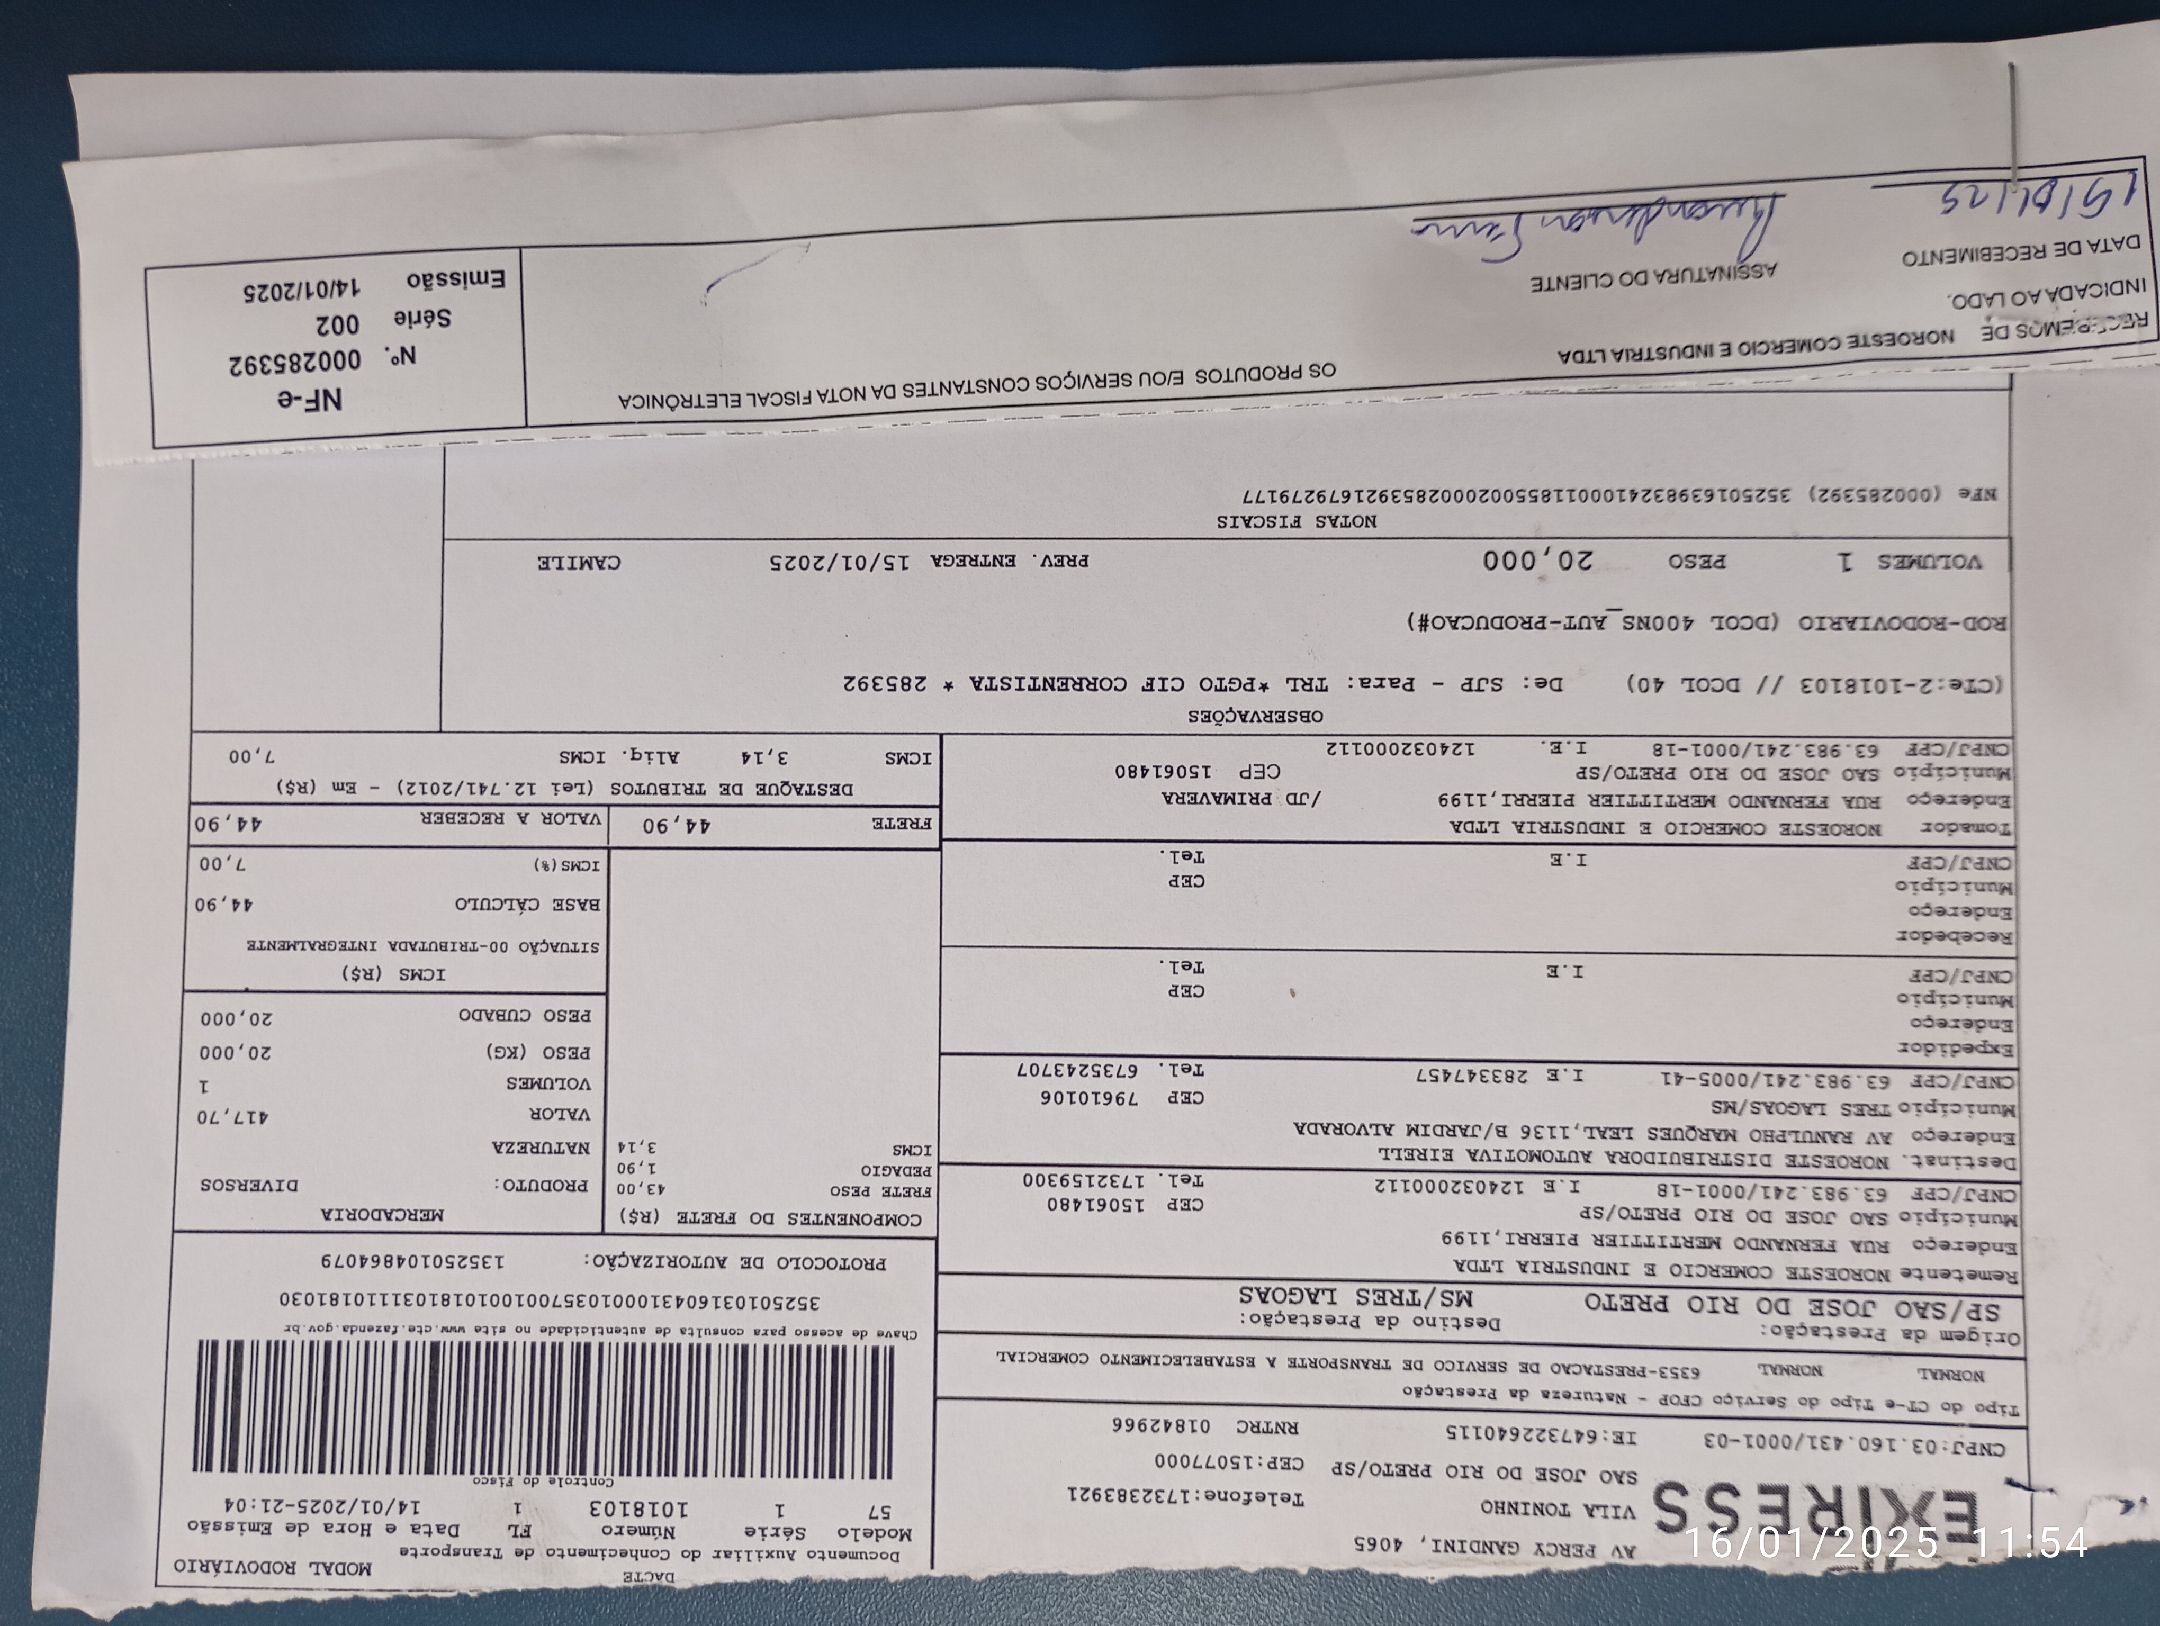 DACTE
Documento Auxiliar do Conhecimento de Transporte
MODAL RODOVIÁRIO
Modelo Série Número FL Data e Hora de Emissão
57 1 1018103 1 14/01/2025-21:04
Controle do Fisco
Chave de acesso para consulta de autenticidade no site www.cte.fazenda.gov.br
PROTOCOLO DE AUTORIZAÇÃO: 135250104864079
EXIRESS
AV PERCY GANDINI, 4065
VILA TONINHO Telefone:1732383921
SAO JOSE DO RIO PRETO/SP CEP:15077000
CNPJ:03.160.431/0001-03 IE:647322640115 RNTRC 01842966
Tipo do CT-e Tipo do Serviço CFOP - Natureza da Prestação
NORMAL NORMAL 6353-PRESTACAO DE SERVICO DE TRANSPORTE A ESTABELECIMENTO COMERCIAL
Origem da Prestação: Destino da Prestação:
SP/SAO JOSE DO RIO PRETO MS/TRES LAGOAS
Remetente NOROESTE COMERCIO E INDUSTRIA LTDA
Endereço RUA FERNANDO MERTITTIER PIERRI,1199
Município SAO JOSE DO RIO PRETO/SP CEP 15061480
CNPJ/CPF 63.983.241/0001-18 I.E 124032000112 Tel. 1732159300
Destinat. NOROESTE DISTRIBUIDORA AUTOMOTIVA EIRELL
Endereço AV RANULPHO MARQUES LEAL,1136 B/JARDIM ALVORADA
Município TRES LAGOAS/MS CEP 79610106
CNPJ/CPF 63.983.241/0005-41 I.E 283347457 Tel. 6735243707
Expedidor
Endereço
Município CEP
CNPJ/CPF I.E Tel.
Recebedor
Endereço
Município CEP
CNPJ/CPF I.E Tel.
Tomador NOROESTE COMERCIO E INDUSTRIA LTDA
Endereço RUA FERNANDO MERTITTIER PIERRI,1199 /JD PRIMAVERA
Município SAO JOSE DO RIO PRETO/SP CEP 15061480
CNPJ/CPF 63.983.241/0001-18 I.E. 124032000112
COMPONENTES DO FRETE (R$)
FRETE PESO 43,00
PEDAGIO 1,90
ICMS 3,14
MERCADORIA
PRODUTO: DIVERSOS
NATUREZA
VALOR 417,70
VOLUMES 1
PESO (KG) 20,000
PESO CUBADO 20,000
ICMS (R$)
SITUAÇÃO 00-TRIBUTADA INTEGRALMENTE
BASE CÁLCULO 44,90
ICMS(%) 7,00
FRETE 44,90 VALOR A RECEBER 44,90
DESTAQUE DE TRIBUTOS (Lei 12.741/2012) - Em (R$)
ICMS 3,14 Aliq. ICMS 7,00
OBSERVAÇÕES
(CTe:2-1018103 // DCOL 40) De: SJP - Para: TRL *PGTO CIF CORRENTISTA * 285392
ROD-RODOVIARIO (DCOL 400NS_AUT-PRODUCAO#)
VOLUMES 1 PESO 20,000 PREV. ENTREGA 15/01/2025 CAMILE
NOTAS FISCAIS
NFe (000285392) 35250163983241000118550020002853921679279177
RECEBEMOS DE NOROESTE COMERCIO E INDUSTRIA LTDA OS PRODUTOS E/OU SERVIÇOS CONSTANTES DA NOTA FISCAL ELETRÔNICA
INDICADA AO LADO.
DATA DE RECEBIMENTO ASSINATURA DO CLIENTE
15/01/25
NF-e
Nº. 000285392
Série 002
Emissão 14/01/2025
16/01/2025 11:54